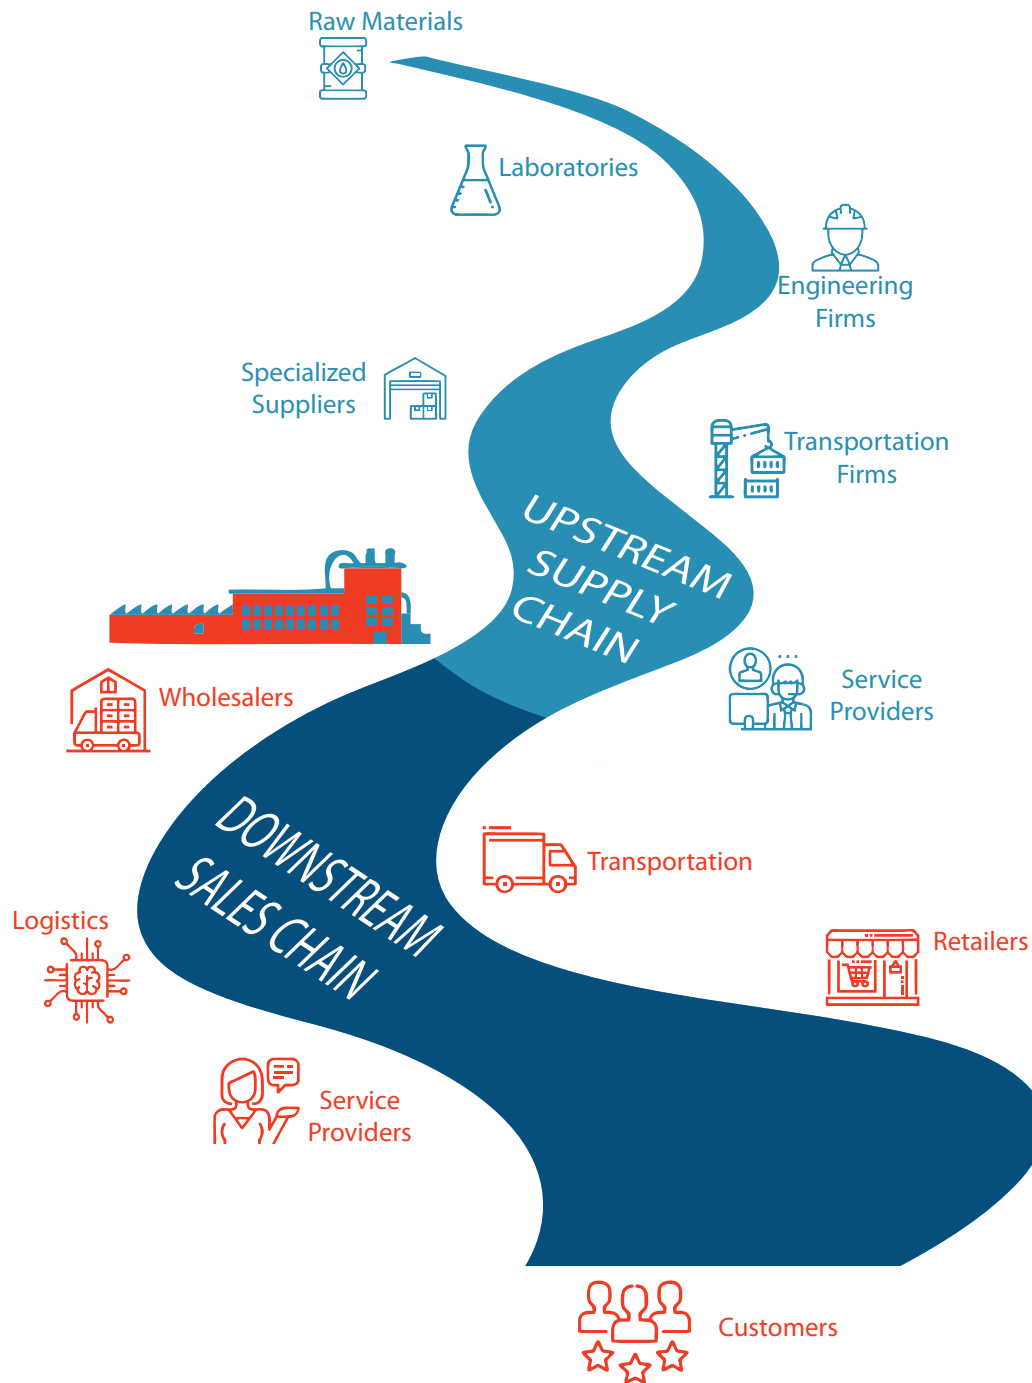 Raw Materials
Laboratories
Engineering
Firms
Specialized
Suppliers
Transportation
Firms
UPSTREAM
SUPPLY
CHAIN
Wholesalers
Service
Providers
DOWNSTREAM
SALES CHAIN
Transportation
Logistics
Retailers
Service
Providers
Customers